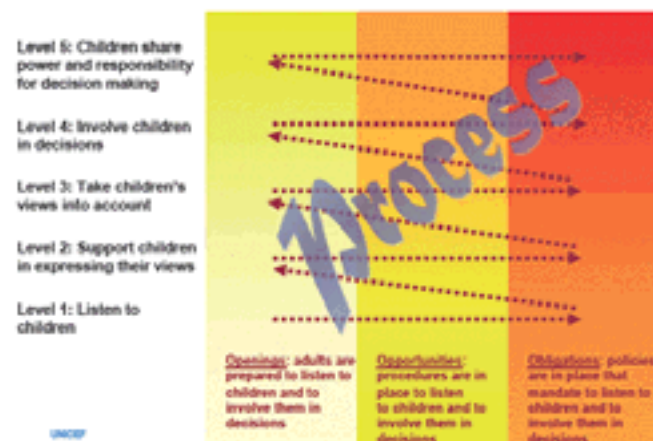 Level 5: Children share
power and responsibility
for decision making
Level 4: Involve children
in decisions
Level 3: Take children's
views into account
Level 2: Support children
in expressing their views
Level 1: Listen to
children
Process
Openings: adults are
prepared to listen to
children and to
involve them in
decisions
Opportunities:
procedures are in
place to listen
to children and to
involve them in
decisions
Obligations: policies
are in place that
mandate to listen to
children and to
involve them in
decisions
UNICEF